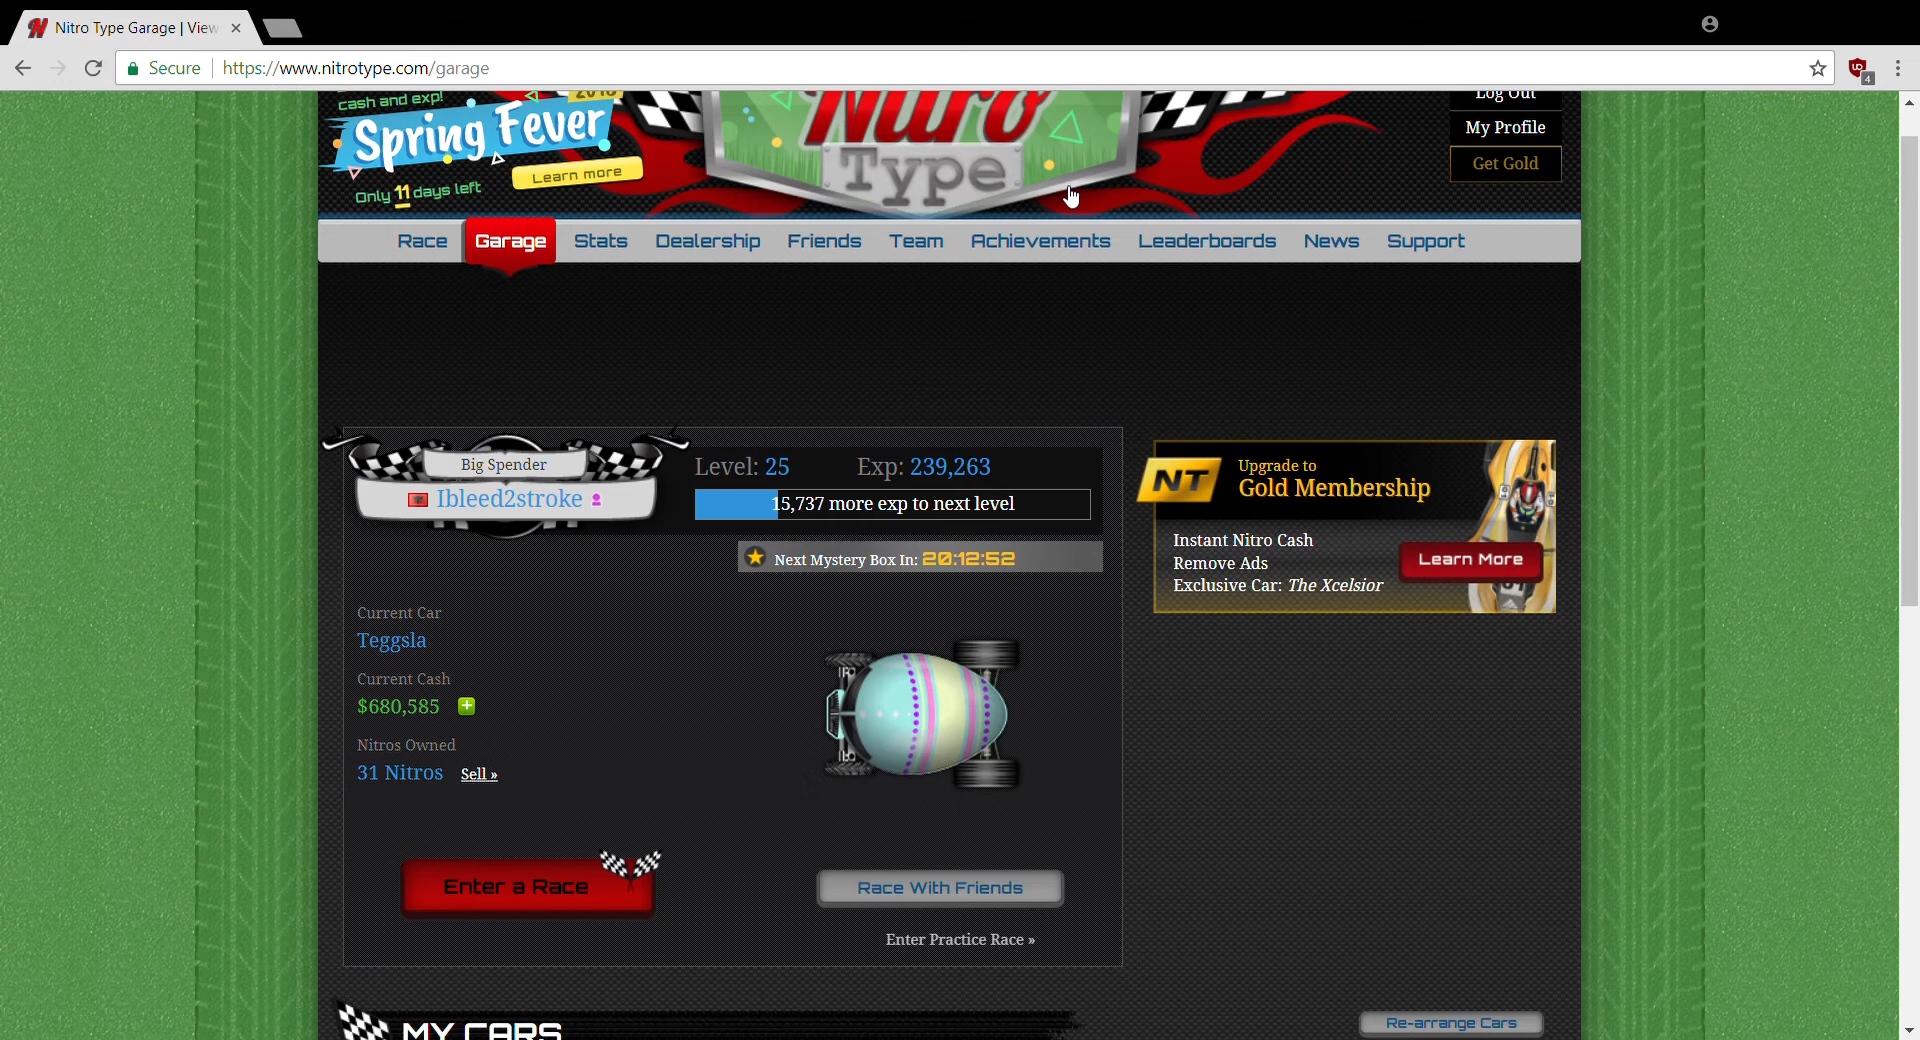 Nitro Type Garage | View
Secure
https://www.nitrotype.com/garage
4
cash and exp!
2018
Spring Fever
Learn more
Only 11 days left
Nitro
Type
Log Out
My Profile
Get Gold
Race
Garage
Stats
Dealership
Friends
Team
Achievements
Leaderboards
News
Support
Big Spender
Ibleed2stroke
Level: 25
Exp: 239,263
15,737 more exp to next level
Next Mystery Box In: 20:12:52
NT
Upgrade to
Gold Membership
Instant Nitro Cash
Remove Ads
Exclusive Car: The Xcelsior
Learn More
Current Car
Teggsla
Current Cash
$680,585
Nitros Owned
31 Nitros
Sell »
Enter a Race
Race With Friends
Enter Practice Race »
MY CARS
Re-arrange Cars